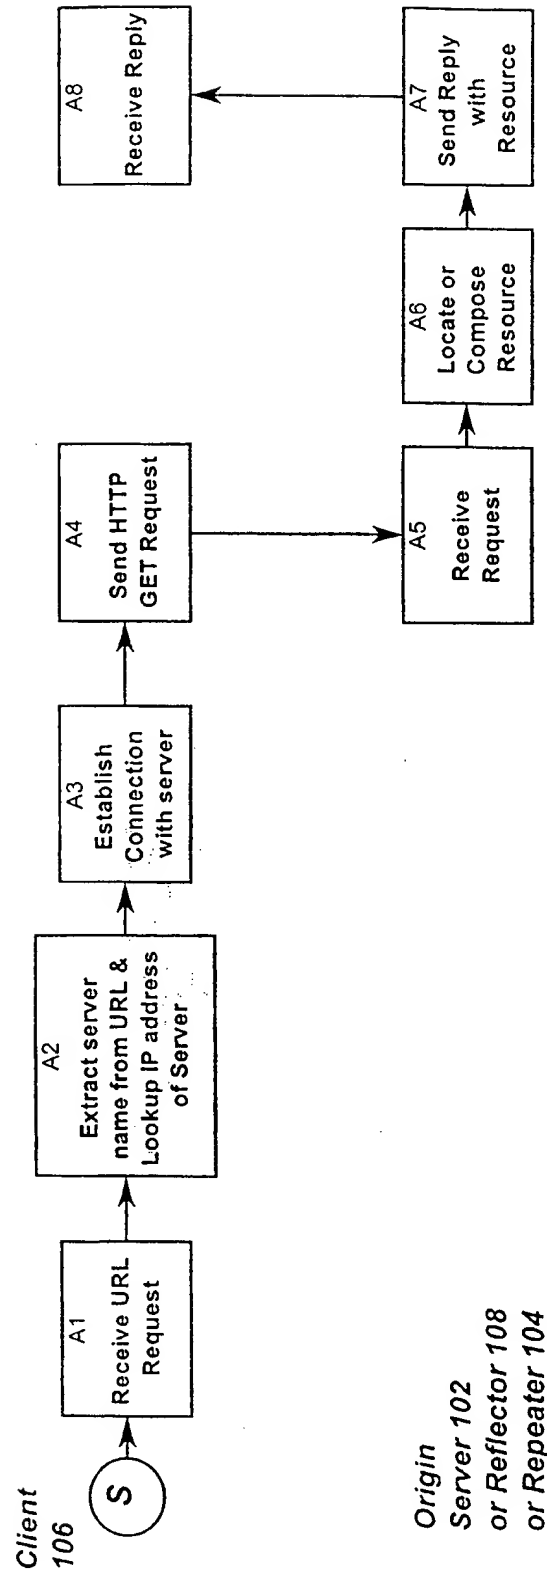 Client
106
S
A1
Receive URL
Request
A2
Extract server
name from URL &
Lookup IP address
of Server
A3
Establish
Connection
with server
A4
Send HTTP
GET Request
A8
Receive Reply
Origin
Server 102
or Reflector 108
or Repeater 104
A5
Receive
Request
A6
Locate or
Compose
Resource
A7
Send Reply
with
Resource